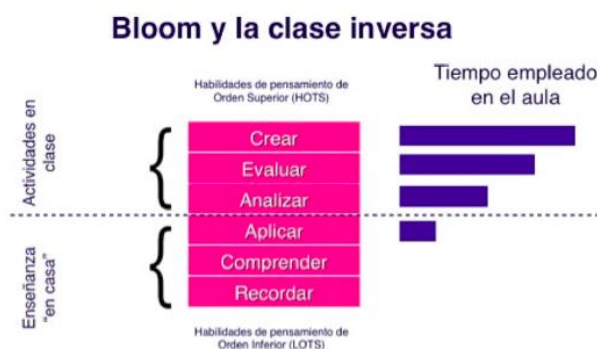 Bloom y la clase inversa
Habilidades de pensamiento de
Orden Superior (HOTS)
Tiempo empleado
en el aula
Actividades en
clase
Crear
Evaluar
Analizar
Enseñanza
"en casa"
Aplicar
Comprender
Recordar
Habilidades de pensamiento de
Orden Inferior (LOTS)